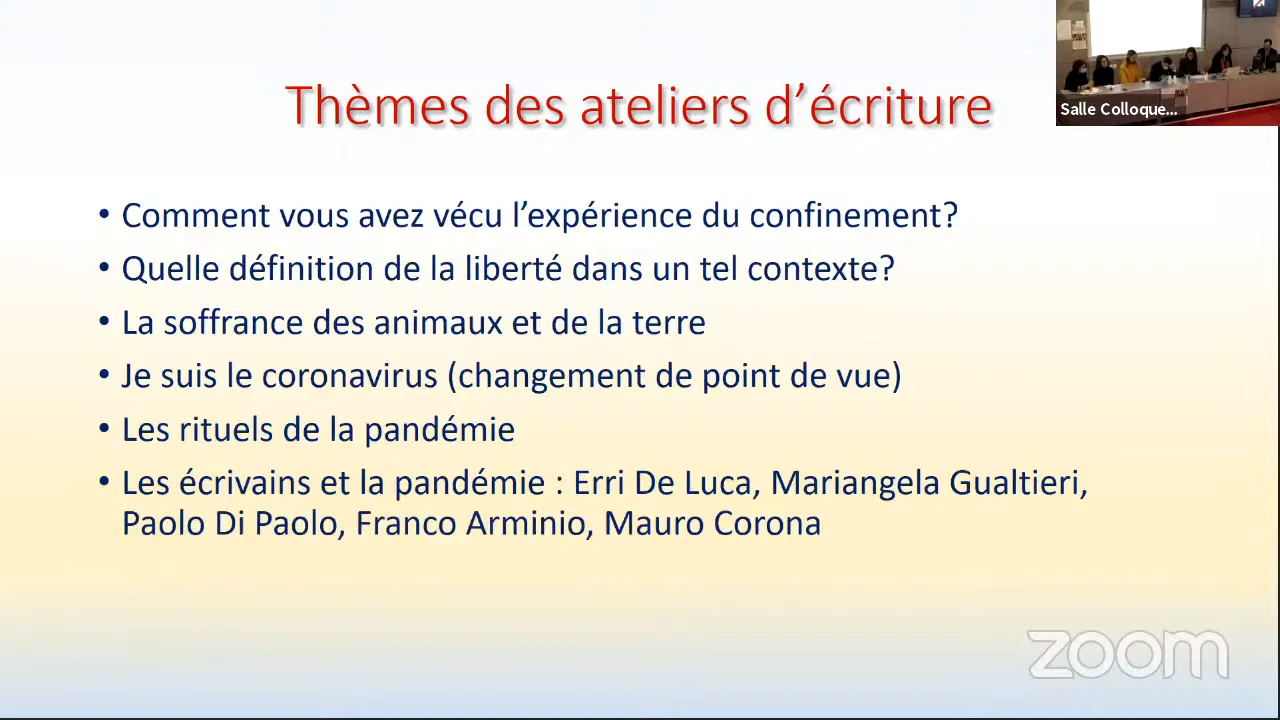 Thèmes des ateliers d’écriture
Salle Colloque...
• Comment vous avez vécu l’expérience du confinement?
• Quelle définition de la liberté dans un tel contexte?
• La soffrance des animaux et de la terre
• Je suis le coronavirus (changement de point de vue)
• Les rituels de la pandémie
• Les écrivains et la pandémie : Erri De Luca, Mariangela Gualtieri,
Paolo Di Paolo, Franco Arminio, Mauro Corona
zoom